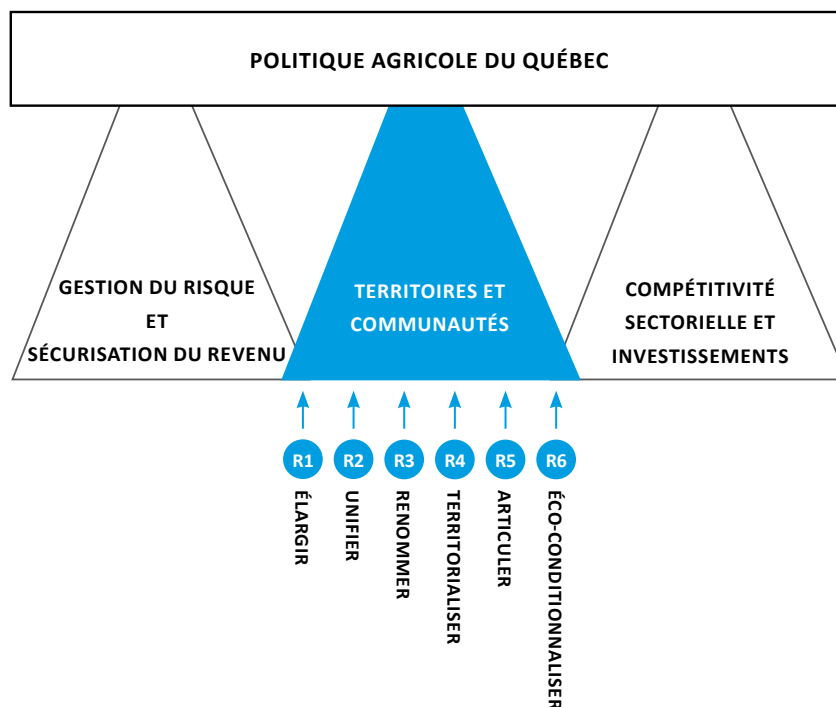 POLITIQUE AGRICOLE DU QUÉBEC
GESTION DU RISQUE
ET
SÉCURISATION DU REVENU
TERRITOIRES ET
COMMUNAUTÉS
COMPÉTITIVITÉ
SECTORIELLE ET
INVESTISSEMENTS
R1
R2
R3
R4
R5
R6
ÉLARGIR
UNIFIER
RENOMMER
TERRITORIALISER
ARTICULER
ÉCO-CONDITIONNALISER